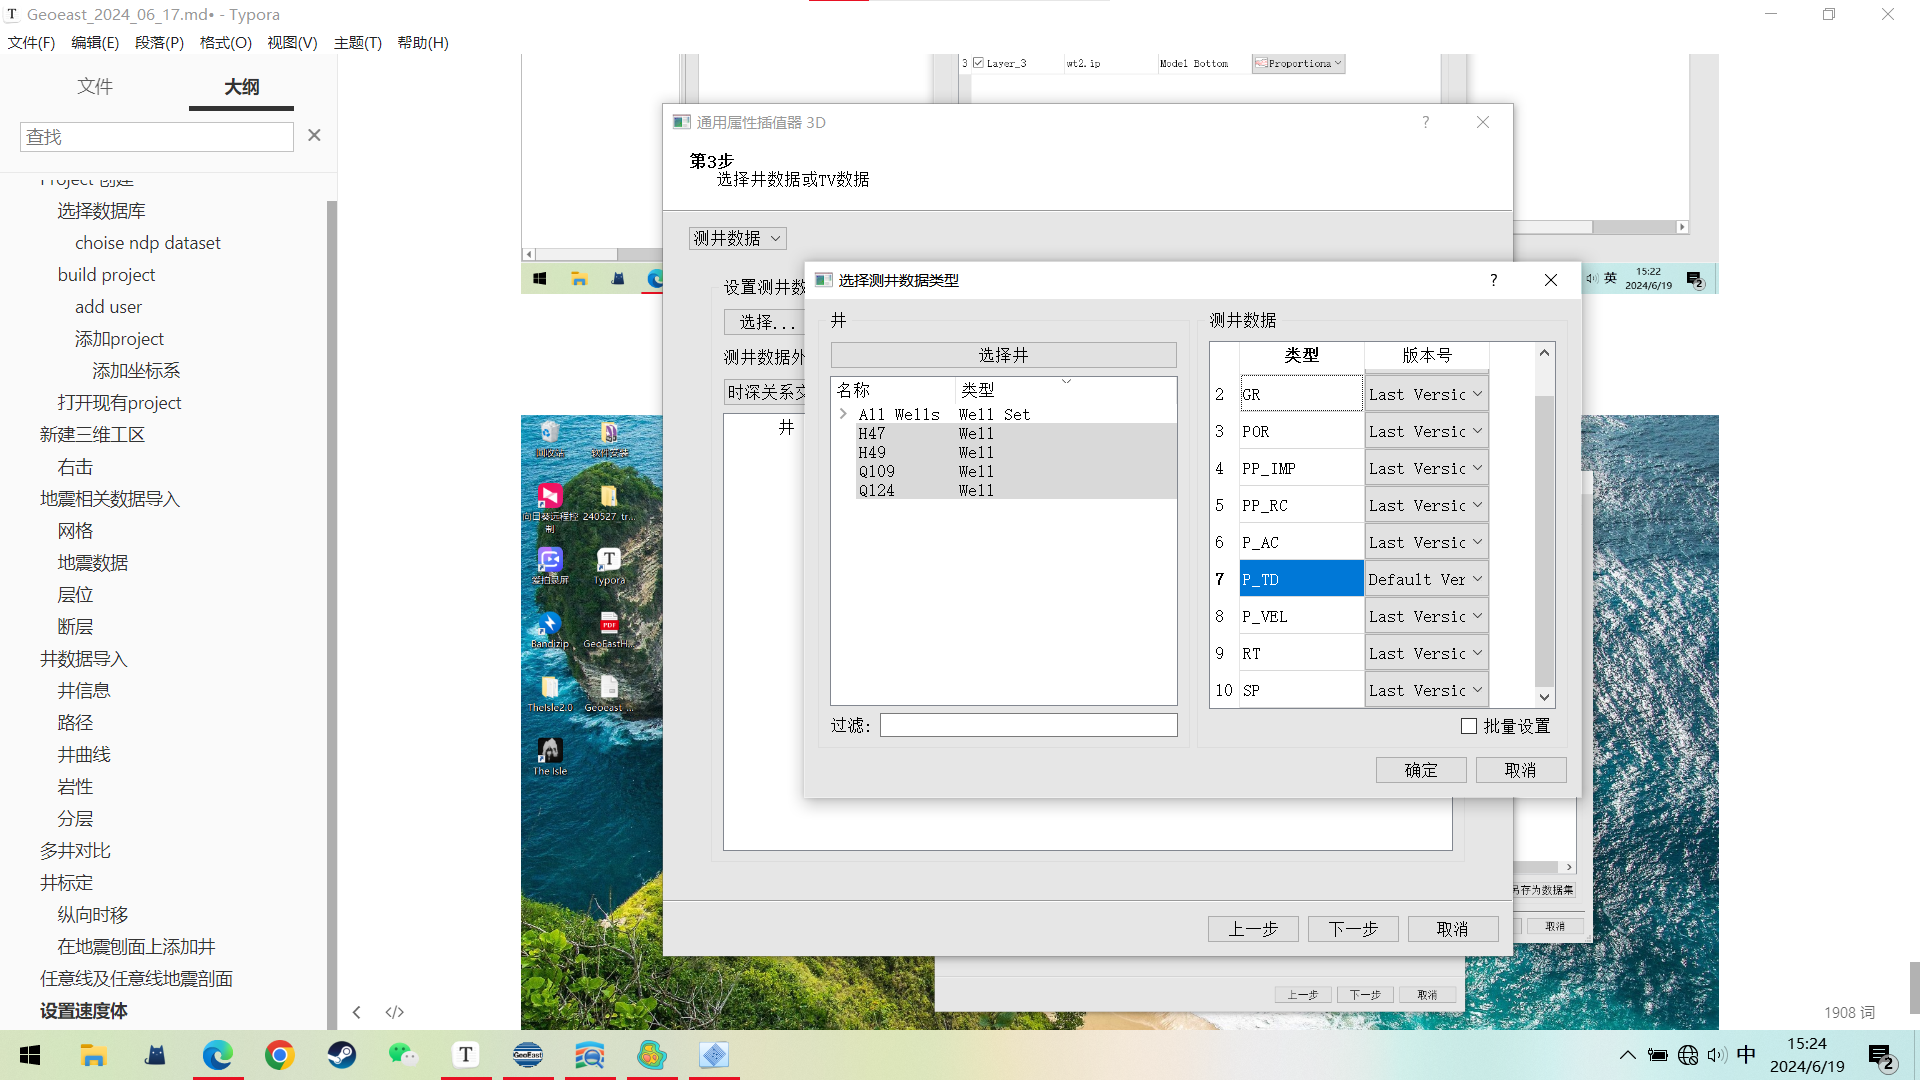 Geoeast_2024_06_17.md• - Typora
文件(F) 编辑(E) 段落(P) 格式(O) 视图(V) 主题(T) 帮助(H)
文件 大纲
查找
Project 创建
选择数据库
choise ndp dataset
build project
add user
添加project
添加坐标系
打开现有project
新建三维工区
右击
地震相关数据导入
网格
地震数据
层位
断层
井数据导入
井信息
路径
井曲线
岩性
分层
多井对比
井标定
纵向时移
在地震刨面上添加井
任意线及任意线地震剖面
设置速度体
3 Layer_3 wt2.ip Model Bottom Proportiona
通用属性插值器 3D
第3步
选择井数据或TV数据
测井数据
设置测井数
选择...
测井数据外
时深关系交
井
选择测井数据类型
井
选择井
名称 类型
All Wells Well Set
H47 Well
H49 Well
Q109 Well
Q124 Well
过滤:
测井数据
类型 版本号
2 GR Last Versic
3 POR Last Versic
4 PP_IMP Last Versic
5 PP_RC Last Versic
6 P_AC Last Versic
7 P_TD Default Ver
8 P_VEL Last Versic
9 RT Last Versic
10 SP Last Versic
批量设置
确定 取消
上一步 下一步 取消
另存为数据集
取消
上一步 下一步 取消
英 15:22
2024/6/19
2
回收站 软件安装
向日葵远程控制 240527_tr...
爱拍录屏 Typora
Bandizip GeoEastH...
TheIsle2.0 Geoeast_...
The Isle
1908 词
GeoEast
中 15:24
2024/6/19
2